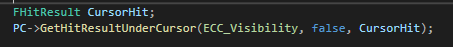 FHitResult CursorHit;
PC->GetHitResultUnderCursor(ECC_Visibility, false, CursorHit);